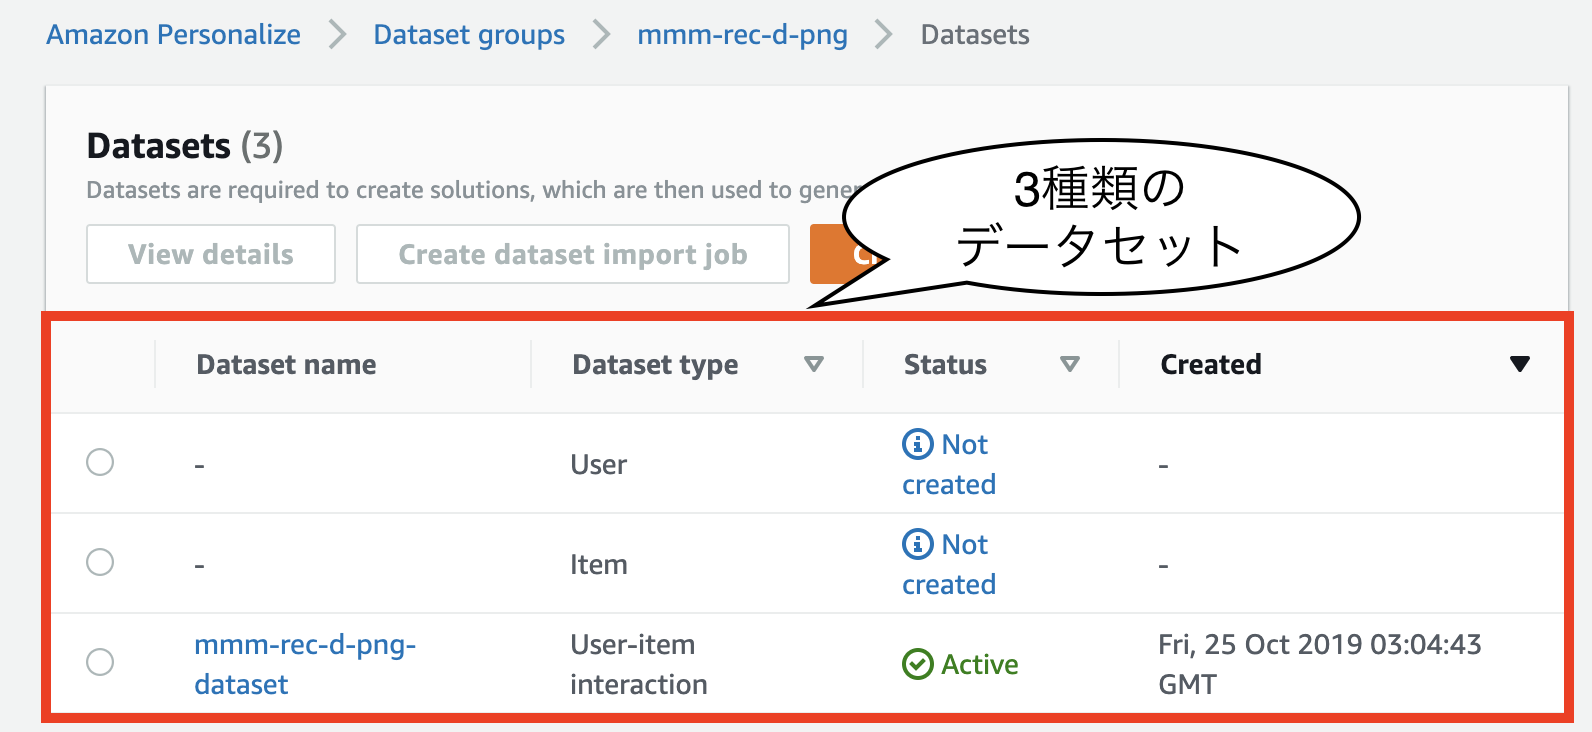 Amazon Personalize > Dataset groups > mmm-rec-d-png > Datasets
Datasets (3)
Datasets are required to create solutions, which are then used to
3種類の
データセット
View details Create dataset import job
Dataset name Dataset type Status Created
- User Not created -
- Item Not created -
mmm-rec-d-png-dataset User-item interaction Active Fri, 25 Oct 2019 03:04:43 GMT